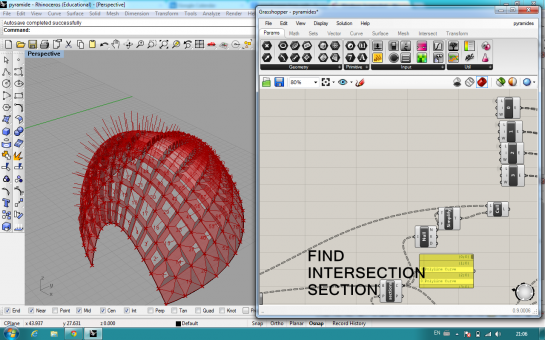 pyramide - Rhinoceros (Educational) - [Perspective]
File Edit View Curve Surface Solid Mesh Dimension Transform Tools Analyze Render
Autosave completed successfully
Command:
Perspective
Grasshopper - pyramides*
File Edit View Display Solution Help
pyramides
Params Math Sets Vector Curve Surface Mesh Intersect Transform
Geometry Primitive Input Util
80%
FIND
INTERSECTION
SECTION
End Near Point Mid Cen Int Perp Tan Quad Knot
CPlane x 43.937 y 27.631 z 0.000 Default Snap Ortho Planar Osnap Record History
0.9.0006
EN 21:06